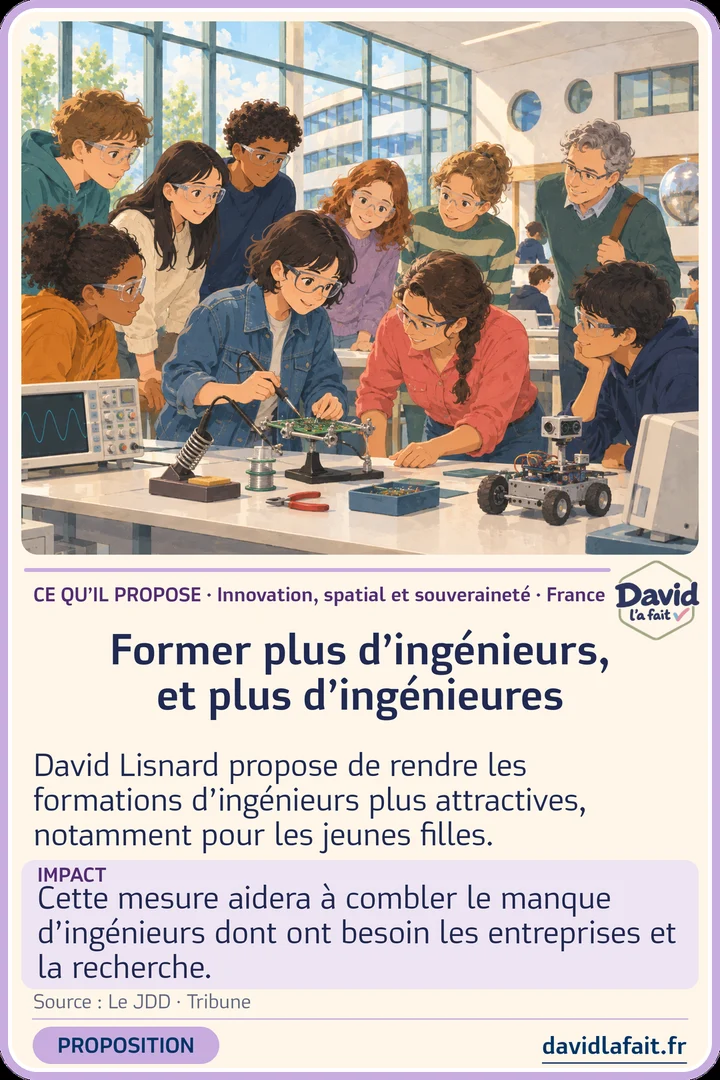 CE QU'IL PROPOSE · Innovation, spatial et souveraineté · France
David
l'a fait
Former plus d'ingénieurs,
et plus d'ingénieures
David Lisnard propose de rendre les
formations d'ingénieurs plus attractives,
notamment pour les jeunes filles.
IMPACT
Cette mesure aidera à combler le manque
d'ingénieurs dont ont besoin les entreprises et
la recherche.
Source : Le JDD · Tribune
PROPOSITION
davidlafait.fr